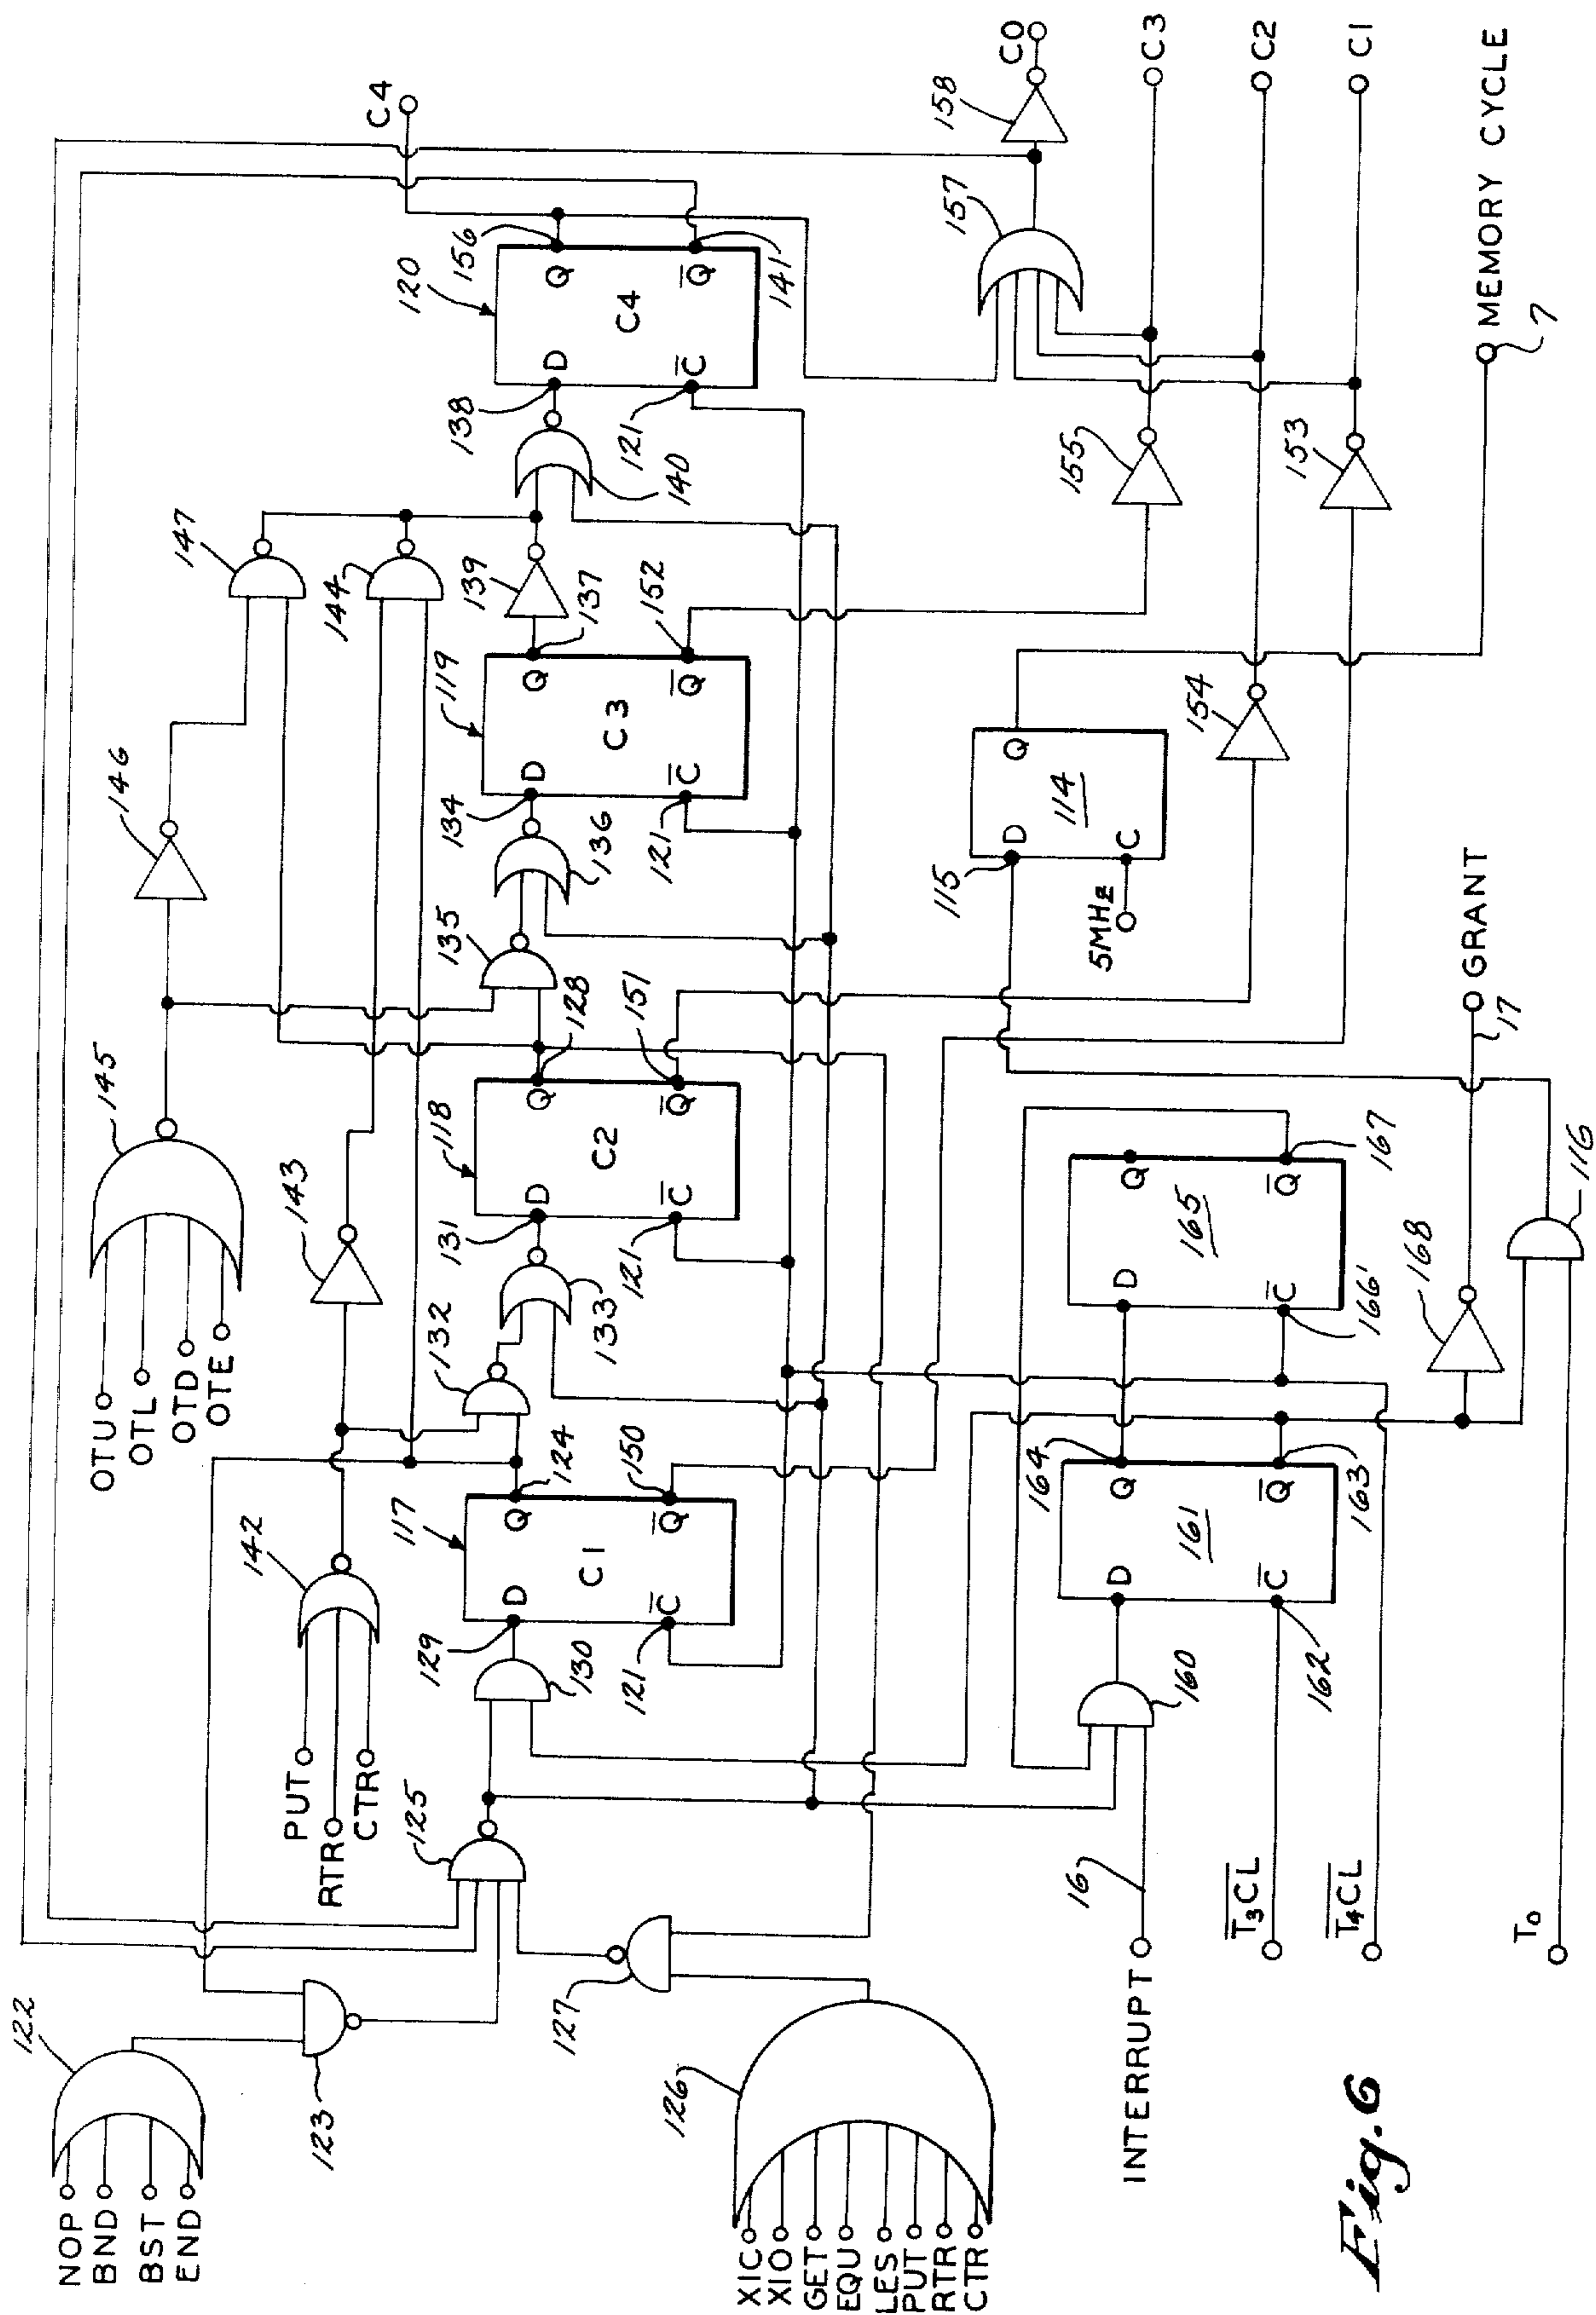 NOP
BND
BST
END
122
123
XIC
XIO
GET
EQU
LES
PUT
RTR
CTR
126
127
PUT
RTR
CTR
142
125
143
OTU
OTL
OTD
OTE
145
146
147
144
129
130
117
D
Q
C1
C̅
Q̅
121
124
150
132
133
131
118
D
Q
C2
C̅
Q̅
121
128
151
135
136
134
119
D
Q
C3
C̅
Q̅
121
137
152
139
140
138
120
D
Q
C4
C̅
Q̅
121
156
141
C4
157
158
C0
155
C3
154
C2
153
C1
MEMORY CYCLE
7
115
D
Q
114
C
5MHz
INTERRUPT
16
160
T̅₃CL
T̅₄CL
T₀
D
Q
161
C̅
Q̅
162
164
163
D
Q
165
C̅
Q̅
166'
167
168
116
GRANT
17
Fig. 6